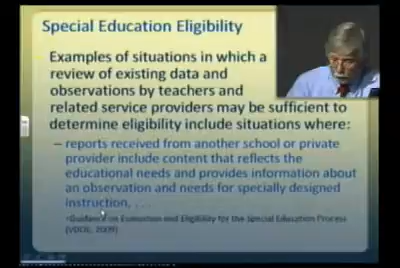 Special Education Eligibility
Examples of situations in which a
review of existing data and
observations by teachers and
related service providers may be sufficient to
determine eligibility include situations where:
– reports received from another school or private
provider include content that reflects the
educational needs and provides information about
an observation and needs for specially designed
instruction, . . .
Guidance on Evaluation and Eligibility for the Special Education Process
(VDOE, 2009)